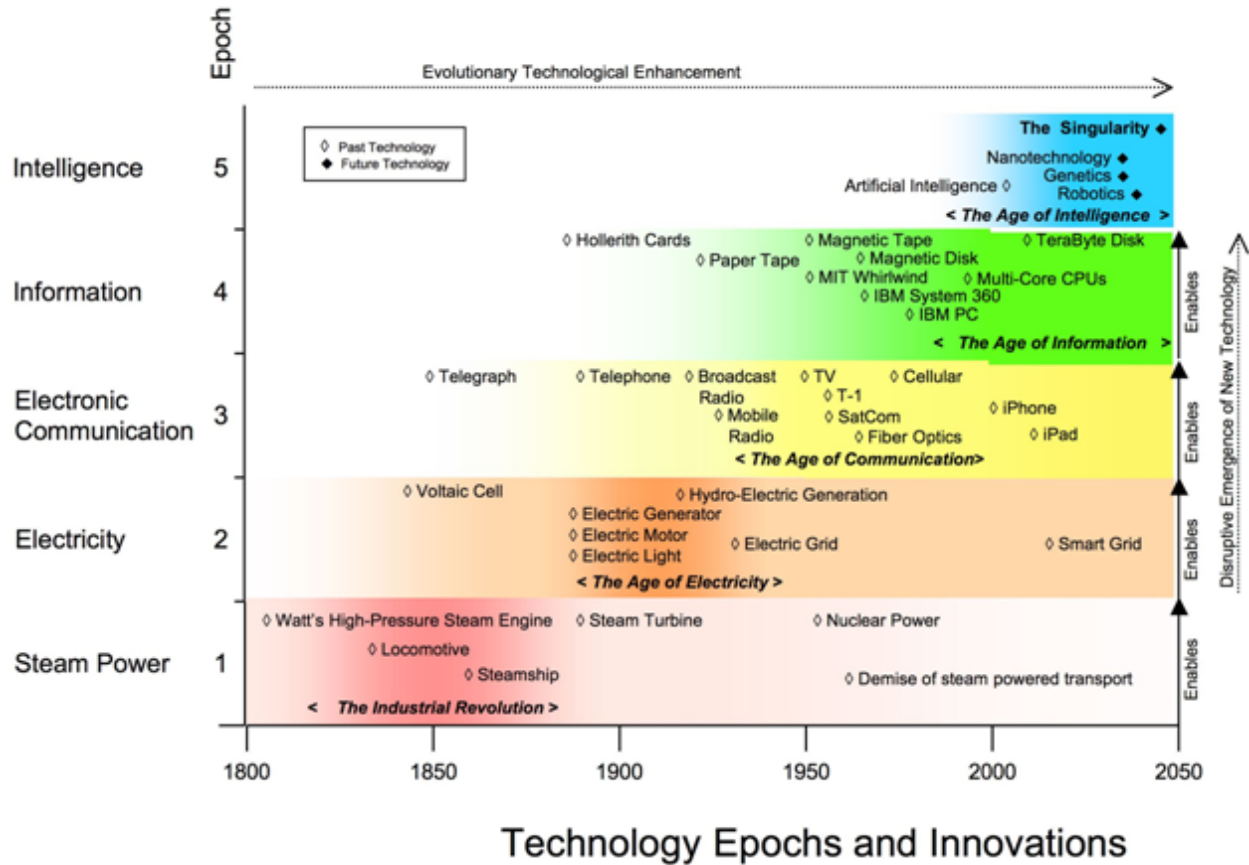 Epoch
Evolutionary Technological Enhancement
◊ Past Technology
◆ Future Technology
Intelligence 5
The Singularity ◆
Nanotechnology ◆
Genetics ◆
Artificial Intelligence ◊
Robotics ◆
< The Age of Intelligence >
Information 4
◊ Hollerith Cards
◊ Magnetic Tape
◊ TeraByte Disk
◊ Paper Tape
◊ Magnetic Disk
◊ MIT Whirlwind
◊ Multi-Core CPUs
◊ IBM System 360
◊ IBM PC
< The Age of Information >
Enables
Electronic
Communication 3
◊ Telegraph
◊ Telephone
◊ Broadcast
Radio
◊ TV
◊ Cellular
◊ T-1
◊ Mobile
Radio
◊ SatCom
◊ iPhone
◊ Fiber Optics
◊ iPad
< The Age of Communication>
Enables
Electricity 2
◊ Voltaic Cell
◊ Hydro-Electric Generation
◊ Electric Generator
◊ Electric Motor
◊ Electric Light
◊ Electric Grid
◊ Smart Grid
< The Age of Electricity >
Enables
Steam Power 1
◊ Watt's High-Pressure Steam Engine
◊ Steam Turbine
◊ Nuclear Power
◊ Locomotive
◊ Steamship
◊ Demise of steam powered transport
< The Industrial Revolution >
Enables
Disruptive Emergence of New Technology
1800 1850 1900 1950 2000 2050
Technology Epochs and Innovations